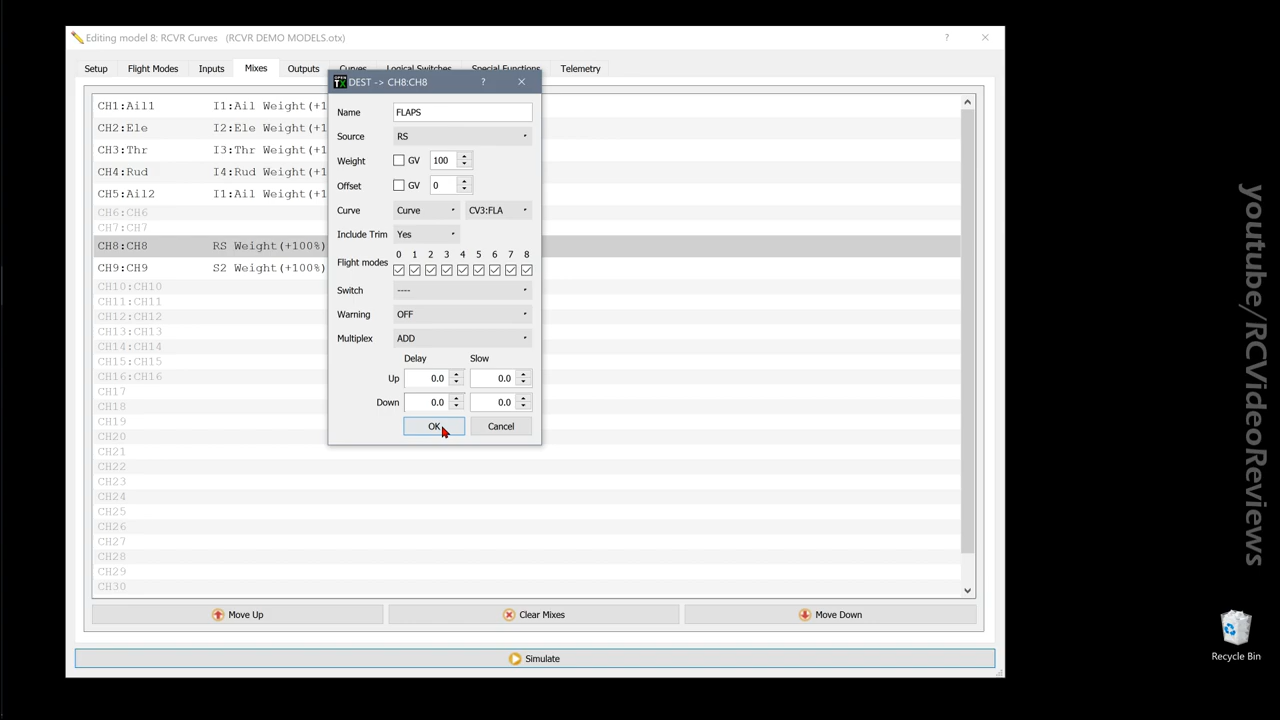 Editing model 8: RCVR Curves (RCVR DEMO MODELS.otx)
?
Setup Flight Modes Inputs Mixes Outputs Curves Logical Switches Special Functions Telemetry
OPEN TX DEST -> CH8:CH8 ?
Name FLAPS
Source RS
Weight GV 100
Offset GV 0
Curve Curve CV3:FLA
Include Trim Yes
0 1 2 3 4 5 6 7 8
Flight modes
Switch ----
Warning OFF
Multiplex ADD
Delay Slow
Up 0.0 0.0
Down 0.0 0.0
OK Cancel
CH1:Ail1 I1:Ail Weight(+1
CH2:Ele I2:Ele Weight(+1
CH3:Thr I3:Thr Weight(+1
CH4:Rud I4:Rud Weight(+1
CH5:Ail2 I1:Ail Weight(+1
CH6:CH6
CH7:CH7
CH8:CH8 RS Weight(+100%)
CH9:CH9 S2 Weight(+100%)
CH10:CH10
CH11:CH11
CH12:CH12
CH13:CH13
CH14:CH14
CH15:CH15
CH16:CH16
CH17
CH18
CH19
CH20
CH21
CH22
CH23
CH24
CH25
CH26
CH27
CH28
CH29
CH30
Move Up Clear Mixes Move Down
Simulate
youtube/RCVideoReviews
Recycle Bin